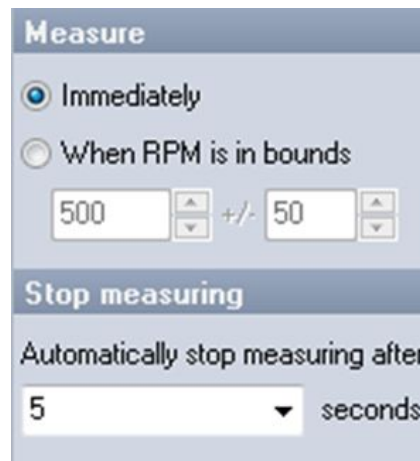 Measure
Immediately
When RPM is in bounds
500 +/- 50
Stop measuring
Automatically stop measuring after
5 seconds